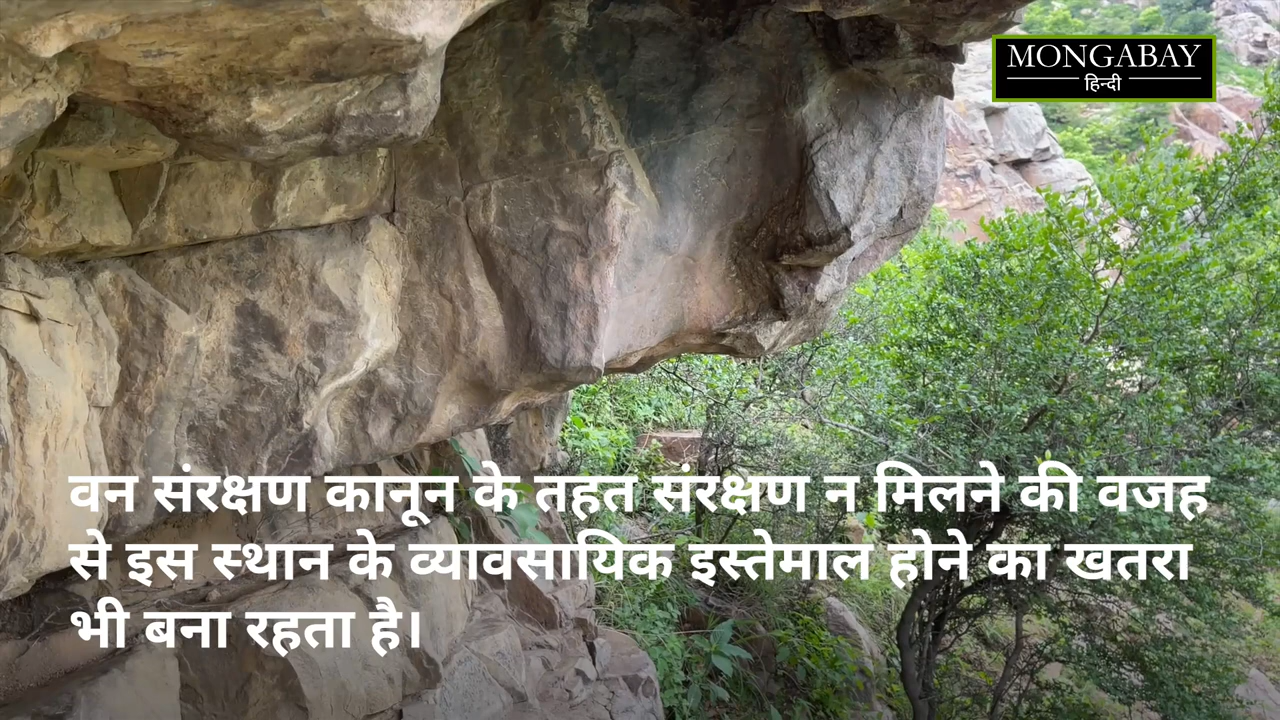 MONGABAY
हिन्दी
वन संरक्षण कानून के तहत संरक्षण न मिलने की वजह
से इस स्थान के व्यावसायिक इस्तेमाल होने का खतरा
भी बना रहता है।